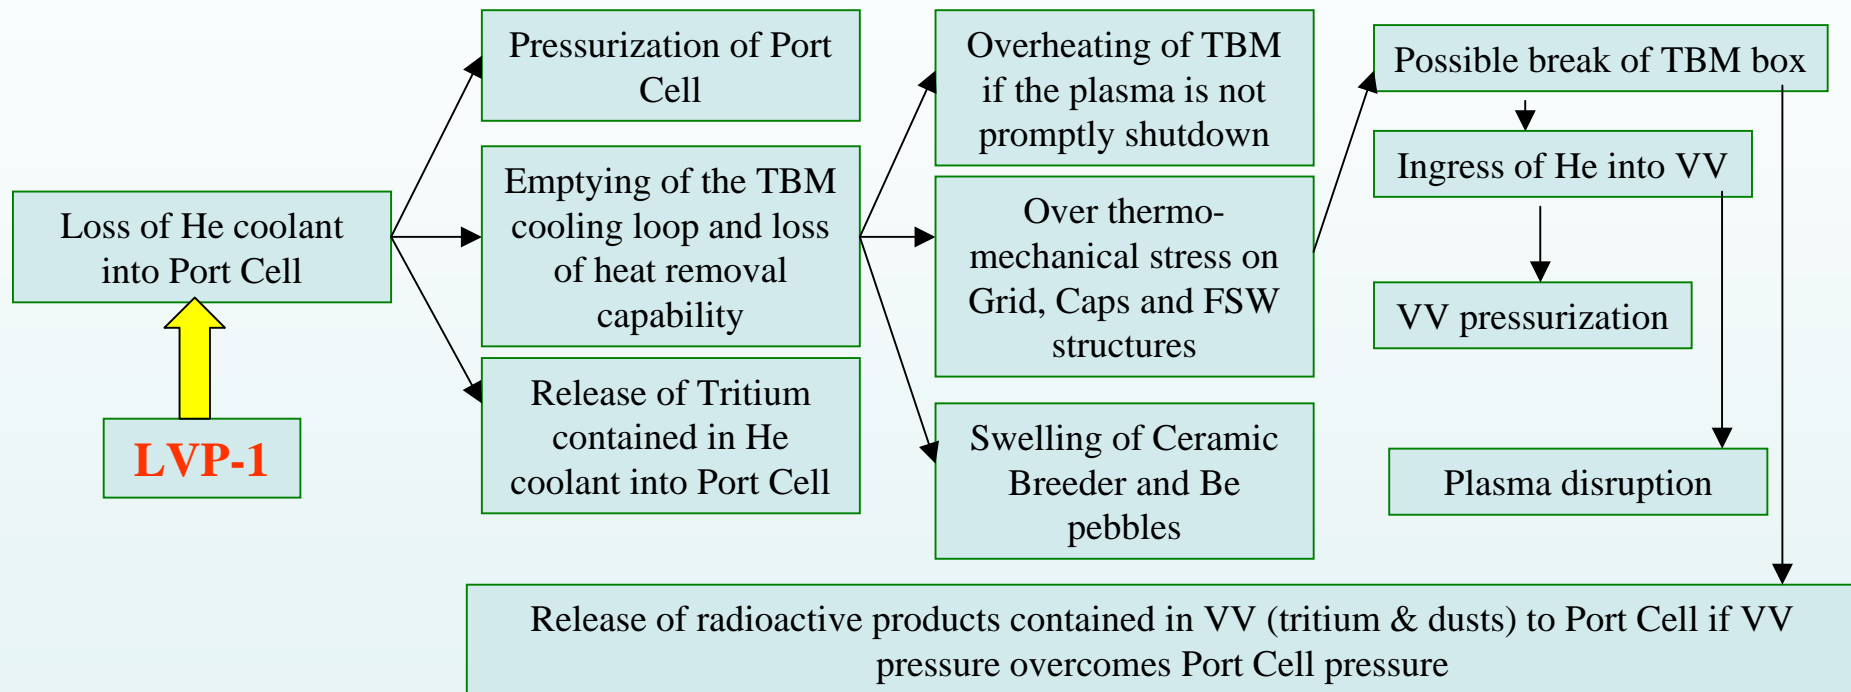 Loss of He coolant
into Port Cell
LVP-1
Pressurization of Port
Cell
Emptying of the TBM
cooling loop and loss
of heat removal
capability
Release of Tritium
contained in He
coolant into Port Cell
Overheating of TBM
if the plasma is not
promptly shutdown
Over thermo-
mechanical stress on
Grid, Caps and FSW
structures
Swelling of Ceramic
Breeder and Be
pebbles
Possible break of TBM box
Ingress of He into VV
VV pressurization
Plasma disruption
Release of radioactive products contained in VV (tritium & dusts) to Port Cell if VV
pressure overcomes Port Cell pressure